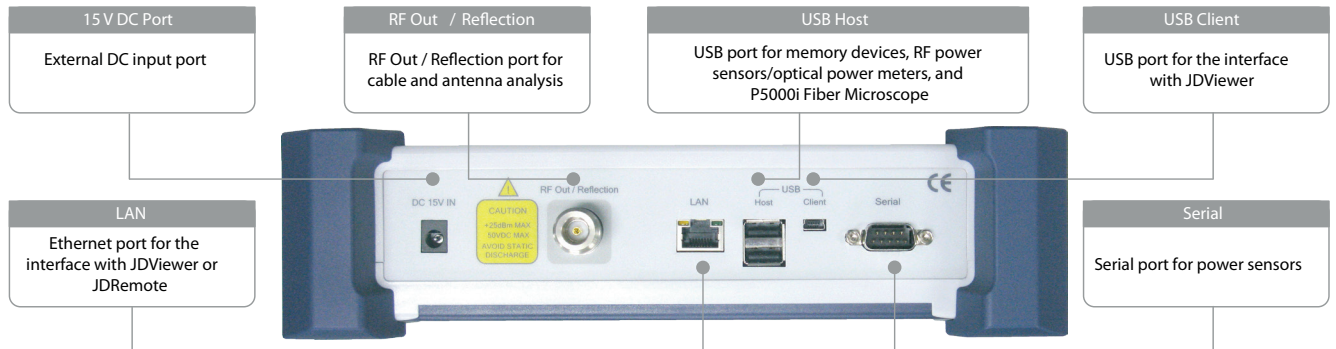 15 V DC Port
External DC input port
RF Out / Reflection
RF Out / Reflection port for
cable and antenna analysis
USB Host
USB port for memory devices, RF power
sensors/optical power meters, and
P5000i Fiber Microscope
USB Client
USB port for the interface
with JDViewer
LAN
Ethernet port for the
interface with JDViewer or
JDRemote
DC 15V IN
CAUTION
+25dBm MAX
50VDC MAX
AVOID STATIC
DISCHARGE
RF Out / Reflection
LAN
USB
Host
Client
Serial
CE
Serial
Serial port for power sensors